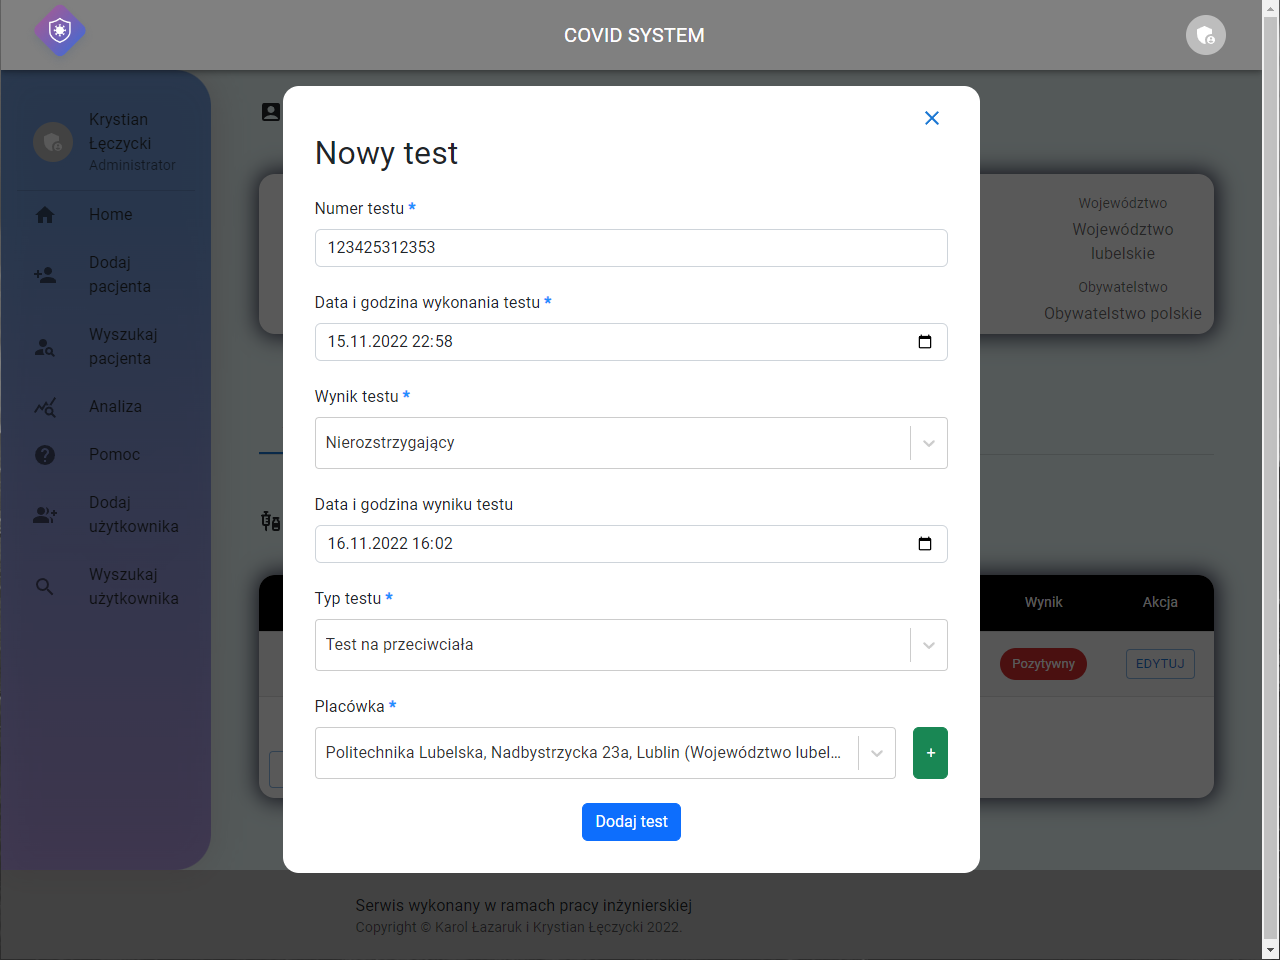 COVID SYSTEM
Krystian
Łęczycki
Administrator
Home
Dodaj
pacjenta
Wyszukaj
pacjenta
Analiza
Pomoc
Dodaj
użytkownika
Wyszukaj
użytkownika
Nowy test
Numer testu *
123425312353
Data i godzina wykonania testu *
15.11.2022 22:58
Wynik testu *
Nierozstrzygający
Data i godzina wyniku testu
16.11.2022 16:02
Typ testu *
Test na przeciwciała
Placówka *
Politechnika Lubelska, Nadbystrzycka 23a, Lublin (Województwo lubel...
+
Dodaj test
Województwo
Województwo
lubelskie
Obywatelstwo
Obywatelstwo polskie
Wynik Akcja
Pozytywny EDYTUJ
Serwis wykonany w ramach pracy inżynierskiej
Copyright © Karol Łazaruk i Krystian Łęczycki 2022.